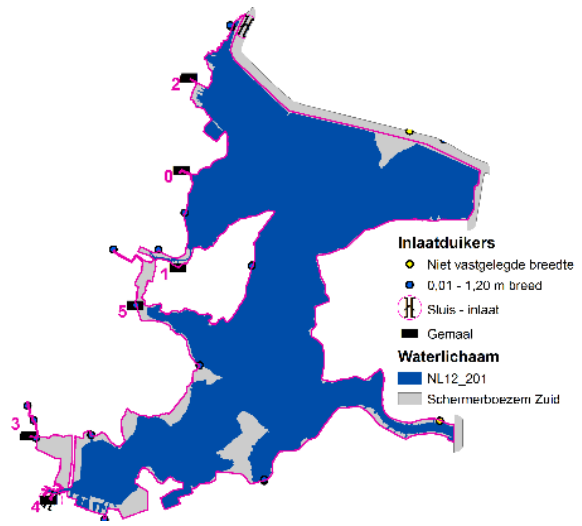 2
0
1
5
3
4
Inlaatduikers
Niet vastgelegde breedte
0,01 - 1,20 m breed
Sluis - inlaat
Gemaal
Waterlichaam
NL12_201
Schermerboezem Zuid